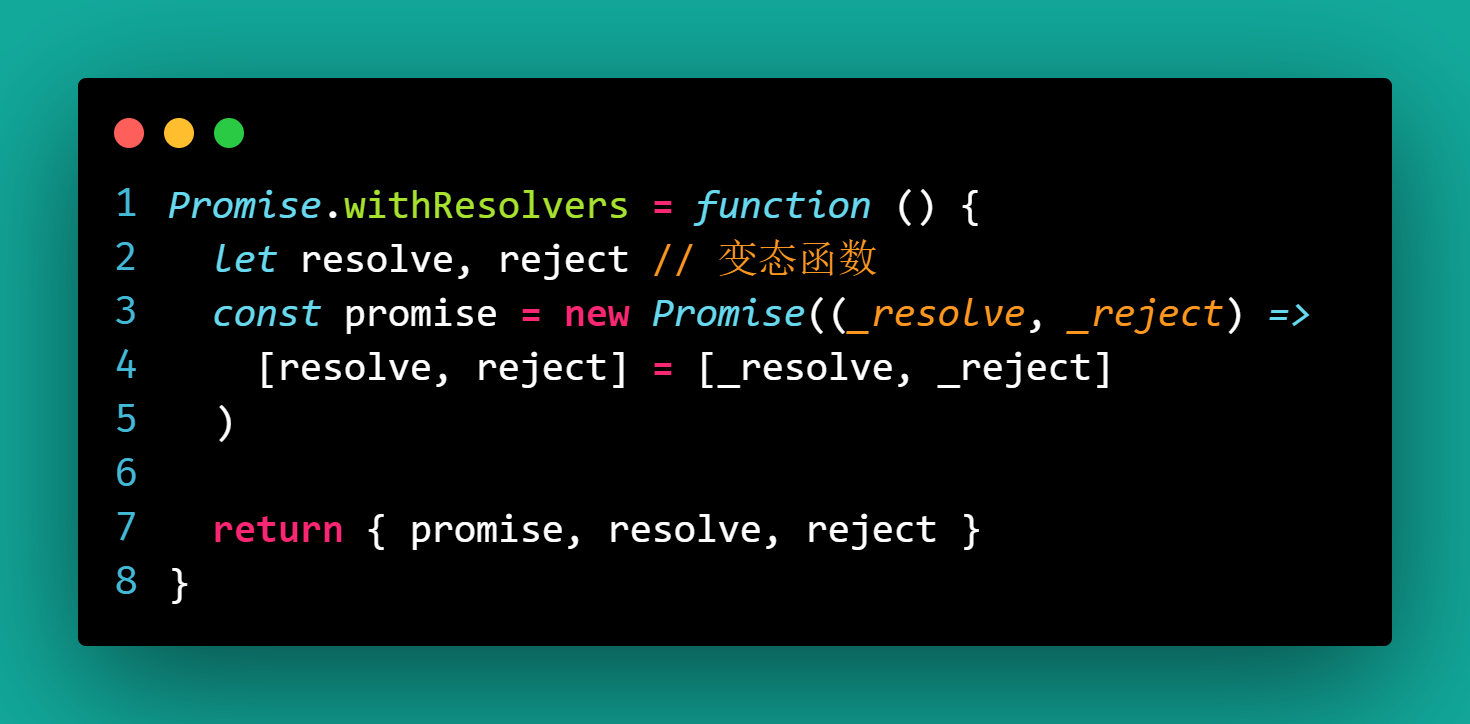 1 Promise.withResolvers = function () {
2   let resolve, reject // 变态函数
3   const promise = new Promise((_resolve, _reject) =>
4     [resolve, reject] = [_resolve, _reject]
5   )
6
7   return { promise, resolve, reject }
8 }